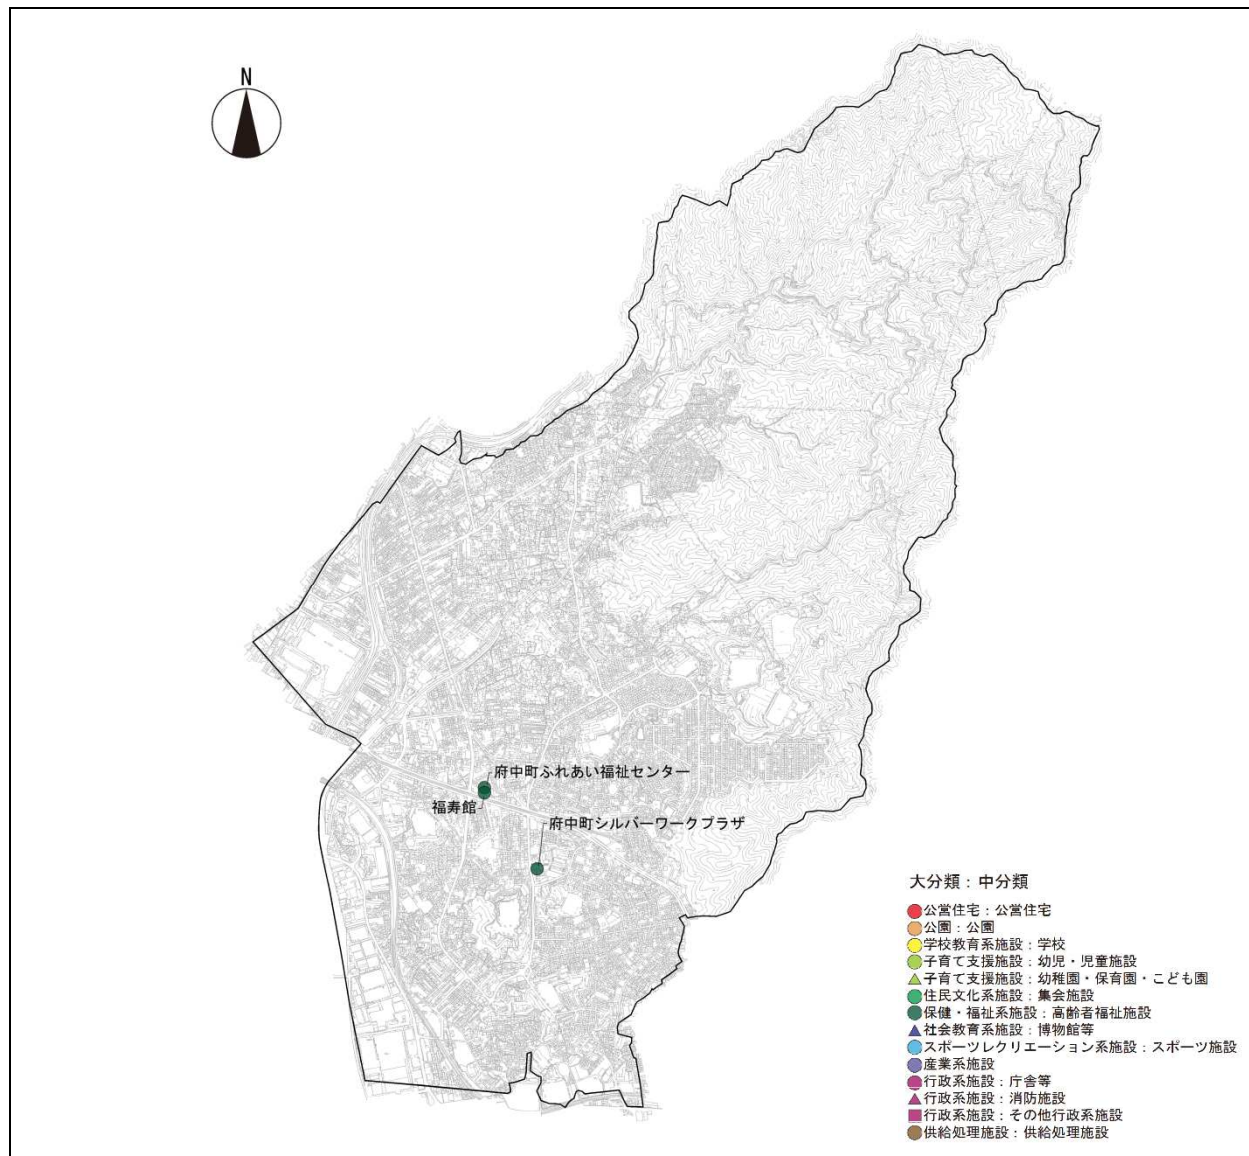 N
府中町ふれあい福祉センター
福寿館
府中町シルバーワークプラザ
大分類：中分類
公営住宅：公営住宅
公園：公園
学校教育系施設：学校
子育て支援施設：幼児・児童施設
子育て支援施設：幼稚園・保育園・こども園
住民文化系施設：集会施設
保健・福祉系施設：高齢者福祉施設
社会教育系施設：博物館等
スポーツレクリエーション系施設：スポーツ施設
産業系施設
行政系施設：庁舎等
行政系施設：消防施設
行政系施設：その他行政系施設
供給処理施設：供給処理施設